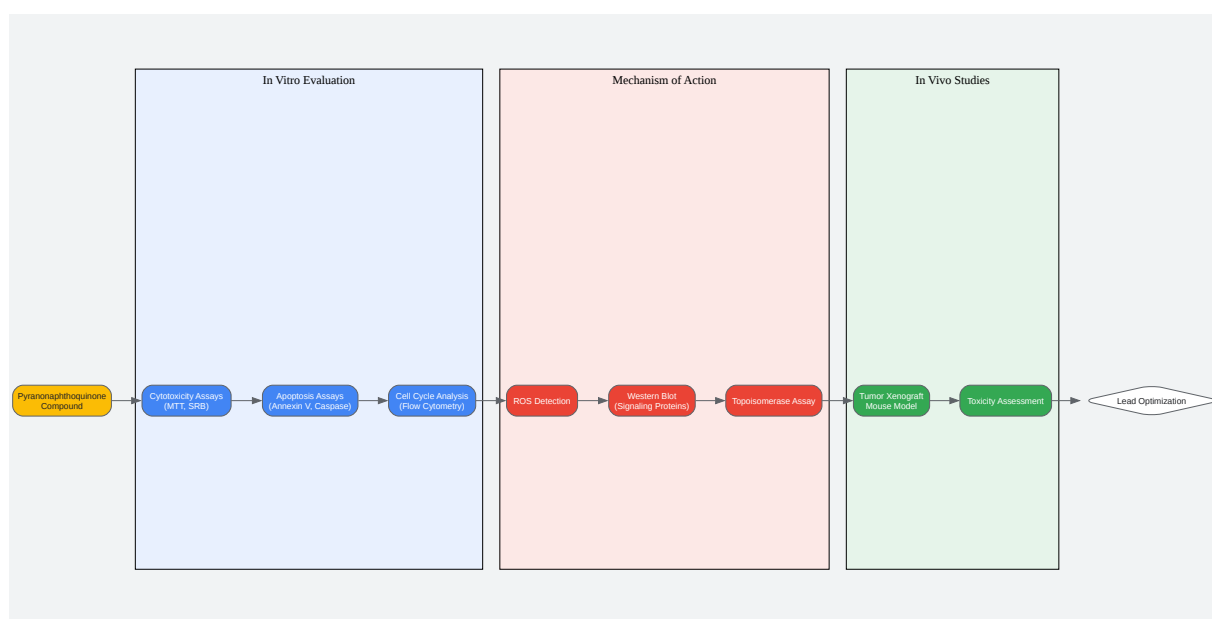 In Vitro Evaluation
Mechanism of Action
In Vivo Studies
Pyranonaphthoquinone
Compound
Cytotoxicity Assays
(MTT, SRB)
Apoptosis Assays
(Annexin V, Caspase)
Cell Cycle Analysis
(Flow Cytometry)
ROS Detection
Western Blot
(Signaling Proteins)
Topoisomerase Assay
Tumor Xenograft
Mouse Model
Toxicity Assessment
Lead Optimization